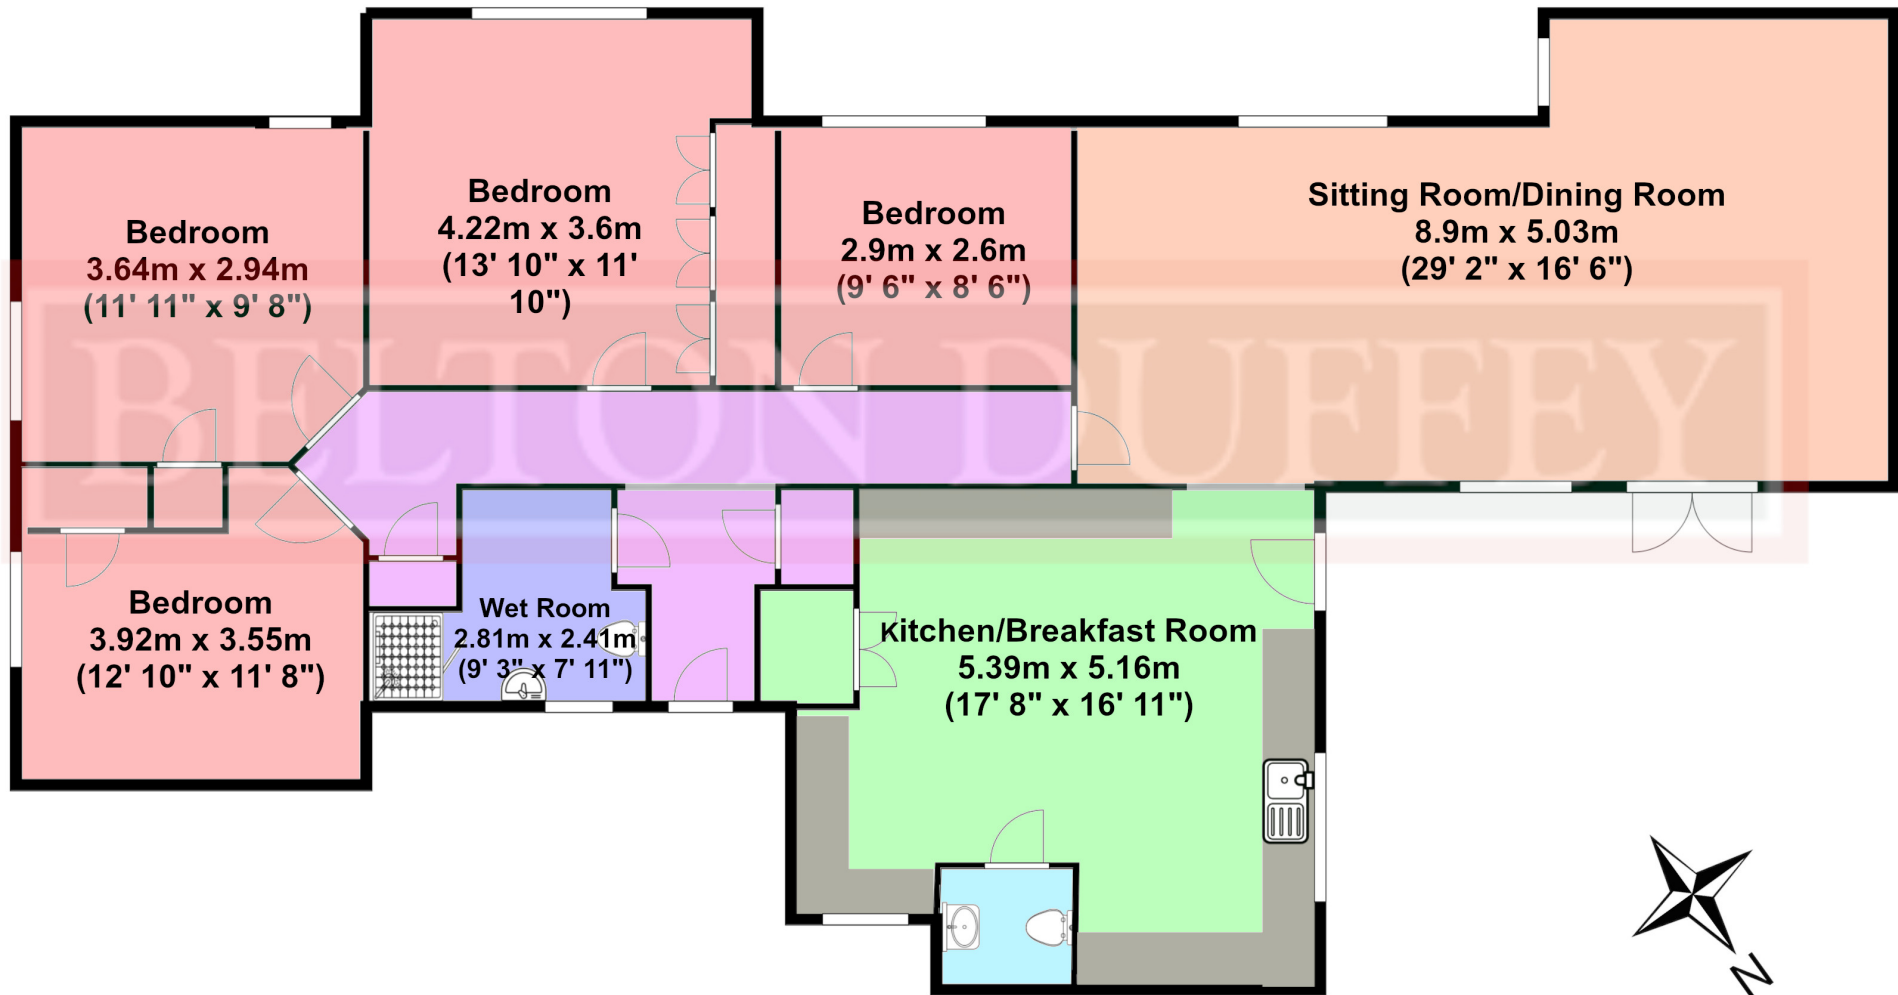 Bedroom
3.64m x 2.94m
(11' 11" x 9' 8")
Bedroom
4.22m x 3.6m
(13' 10" x 11'
10")
Bedroom
2.9m x 2.6m
(9' 6" x 8' 6")
Sitting Room/Dining Room
8.9m x 5.03m
(29' 2" x 16' 6")
BELTON DUFFEY
Bedroom
3.92m x 3.55m
(12' 10" x 11' 8")
Wet Room
2.81m x 2.41m
(9' 3" x 7' 11")
Kitchen/Breakfast Room
5.39m x 5.16m
(17' 8" x 16' 11")
N